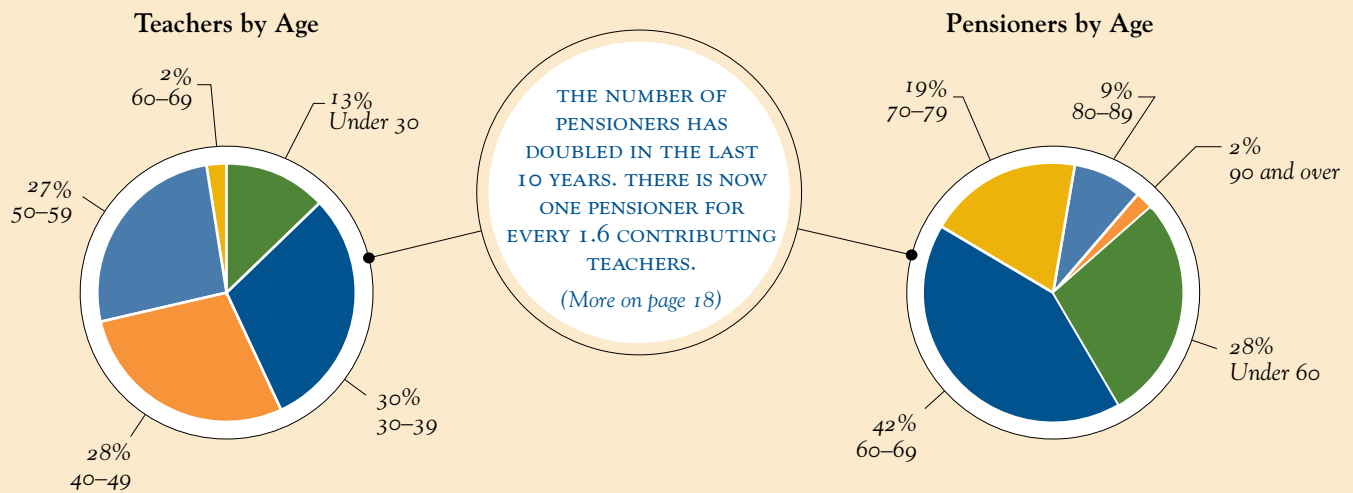 Teachers by Age
2%
60–69
13%
Under 30
27%
50–59
30%
30–39
28%
40–49
THE NUMBER OF
PENSIONERS HAS
DOUBLED IN THE LAST
10 YEARS. THERE IS NOW
ONE PENSIONER FOR
EVERY 1.6 CONTRIBUTING
TEACHERS.
(More on page 18)
Pensioners by Age
19%
70–79
9%
80–89
2%
90 and over
28%
Under 60
42%
60–69